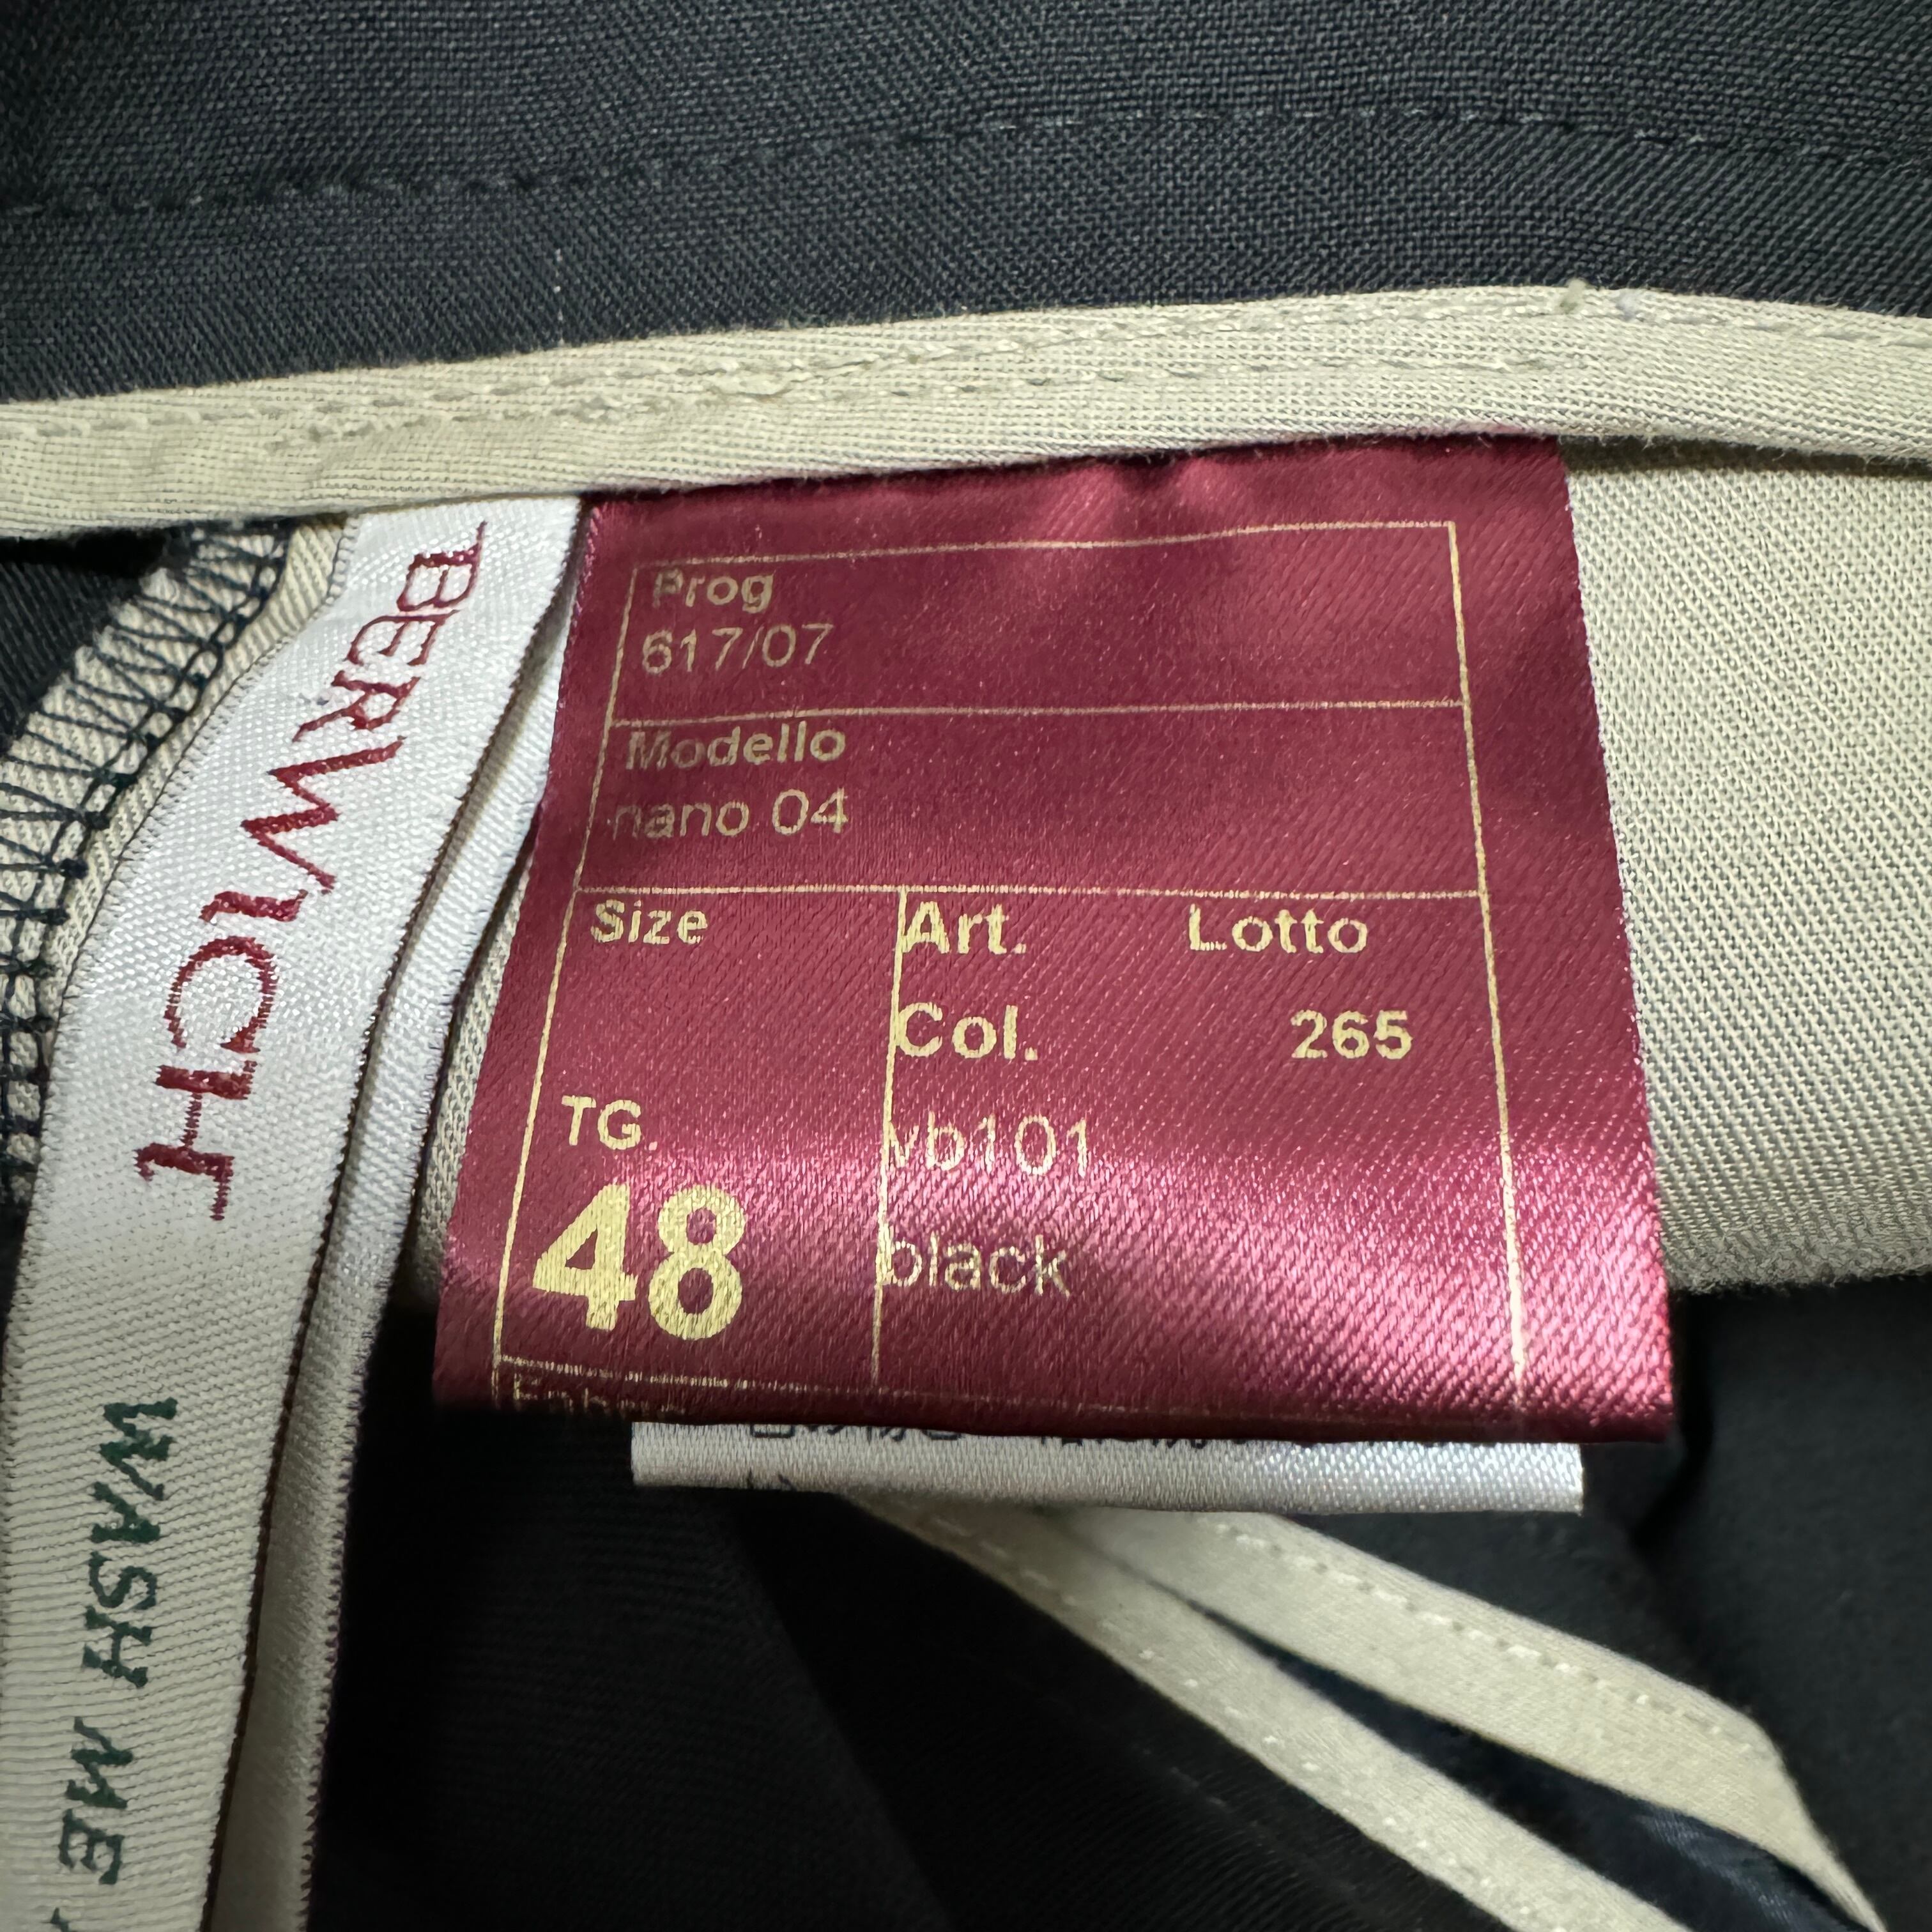 BERWICH
WASH ME
Prog
617/07
Modello
nano 04
Size
TG.
48
Art. Lotto
Col. 265
vb101
black